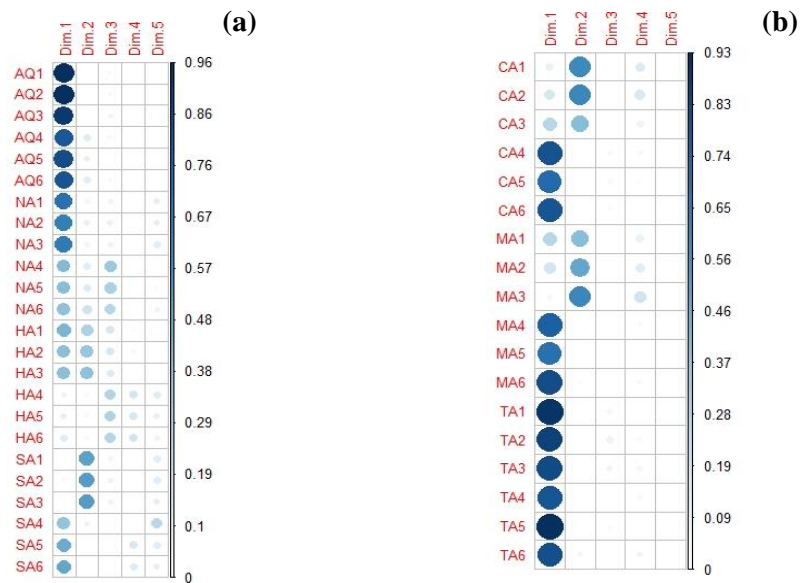 (a)
Dim.1 Dim.2 Dim.3 Dim.4 Dim.5
AQ1
AQ2
AQ3
AQ4
AQ5
AQ6
NA1
NA2
NA3
NA4
NA5
NA6
HA1
HA2
HA3
HA4
HA5
HA6
SA1
SA2
SA3
SA4
SA5
SA6
0.96
0.86
0.76
0.67
0.57
0.48
0.38
0.29
0.19
0.1
0
(b)
Dim.1 Dim.2 Dim.3 Dim.4 Dim.5
CA1
CA2
CA3
CA4
CA5
CA6
MA1
MA2
MA3
MA4
MA5
MA6
TA1
TA2
TA3
TA4
TA5
TA6
0.93
0.83
0.74
0.65
0.56
0.46
0.37
0.28
0.19
0.09
0